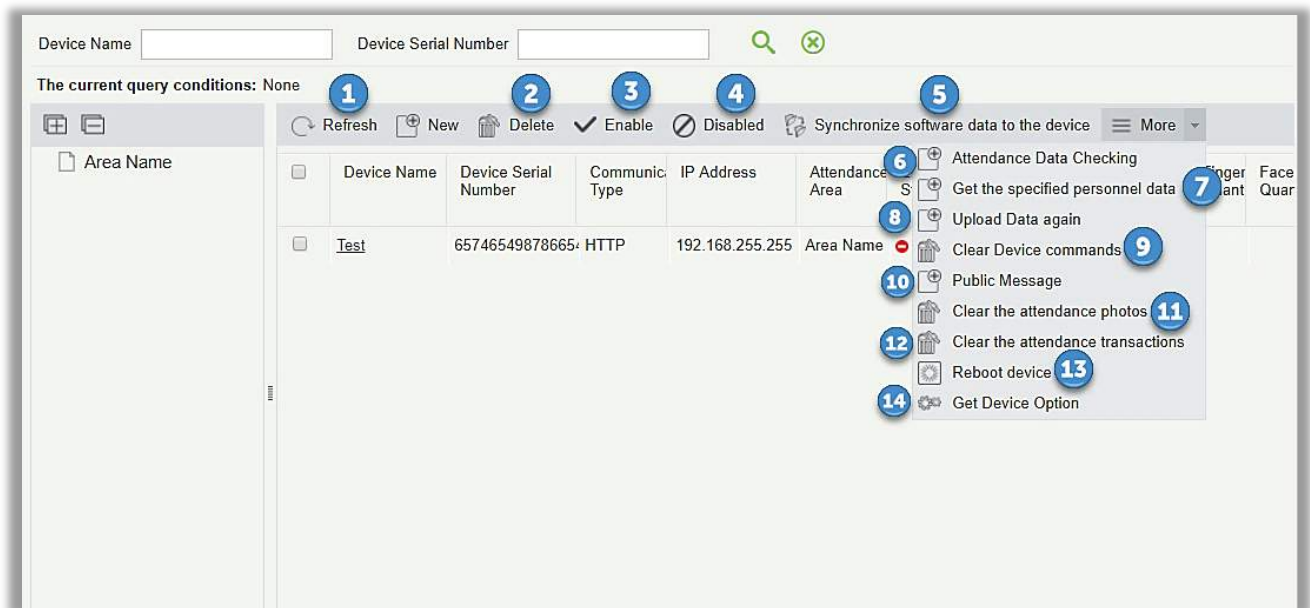 Device Name Device Serial Number
The current query conditions: None
1 2 3 4 5
Refresh New Delete Enable Disabled Synchronize software data to the device More
Area Name
Device Name Device Serial Number Communica Type IP Address Attendance Area S Face Quar
Test 657465498786654 HTTP 192.168.255.255 Area Name
6 Attendance Data Checking
Get the specified personnel data 7
8 Upload Data again
Clear Device commands 9
10 Public Message
Clear the attendance photos 11
12 Clear the attendance transactions
Reboot device 13
14 Get Device Option